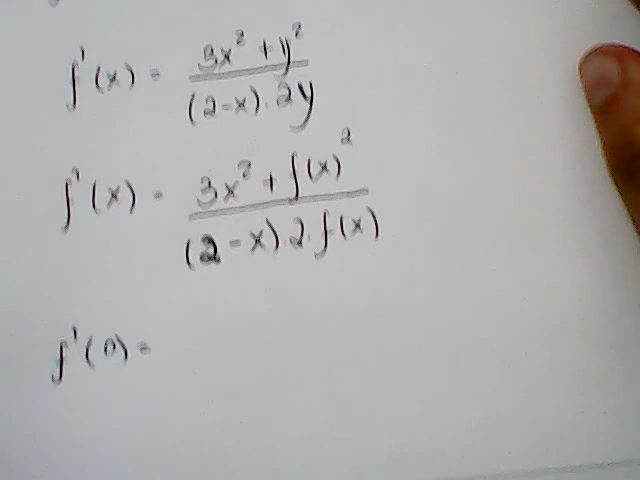 f'(x) = (3x² + y²) / ((2-x).2y)
f'(x) = (3x² + f(x)²) / ((2-x).2.f(x))
f'(0) =